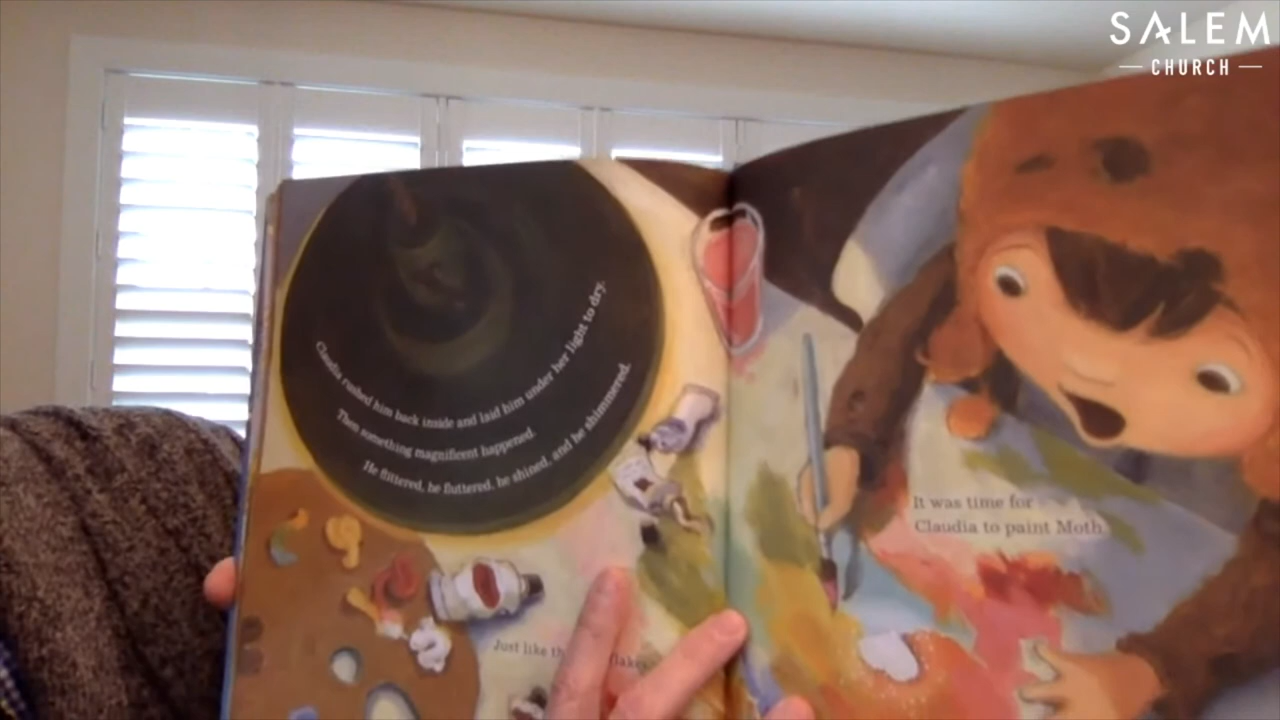 SALEM
CHURCH
Claudia rushed him back inside and laid him under her light to dry.
Then something magnificent happened.
He flittered, he fluttered, he shined, and he shimmered.
Just like
It was time for
Claudia to paint Moth.